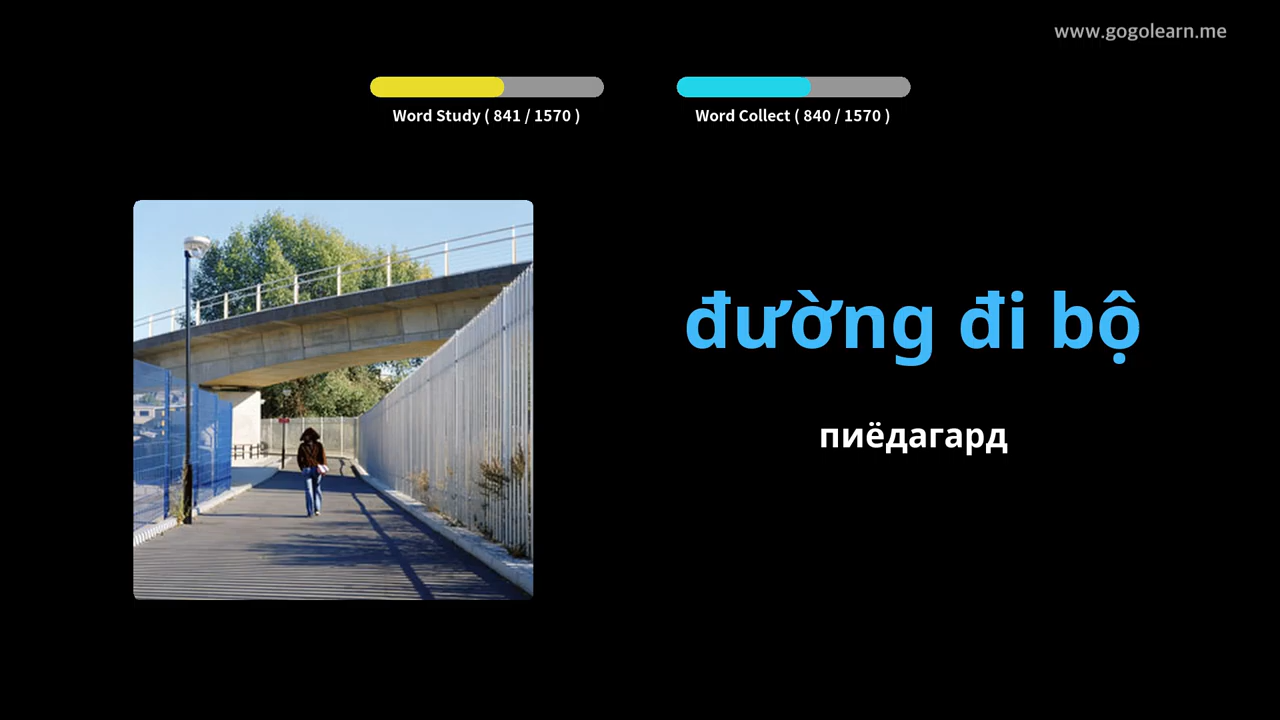 www.gogolearn.me
Word Study ( 841 / 1570 )
Word Collect ( 840 / 1570 )
đường đi bộ
пиёдагард